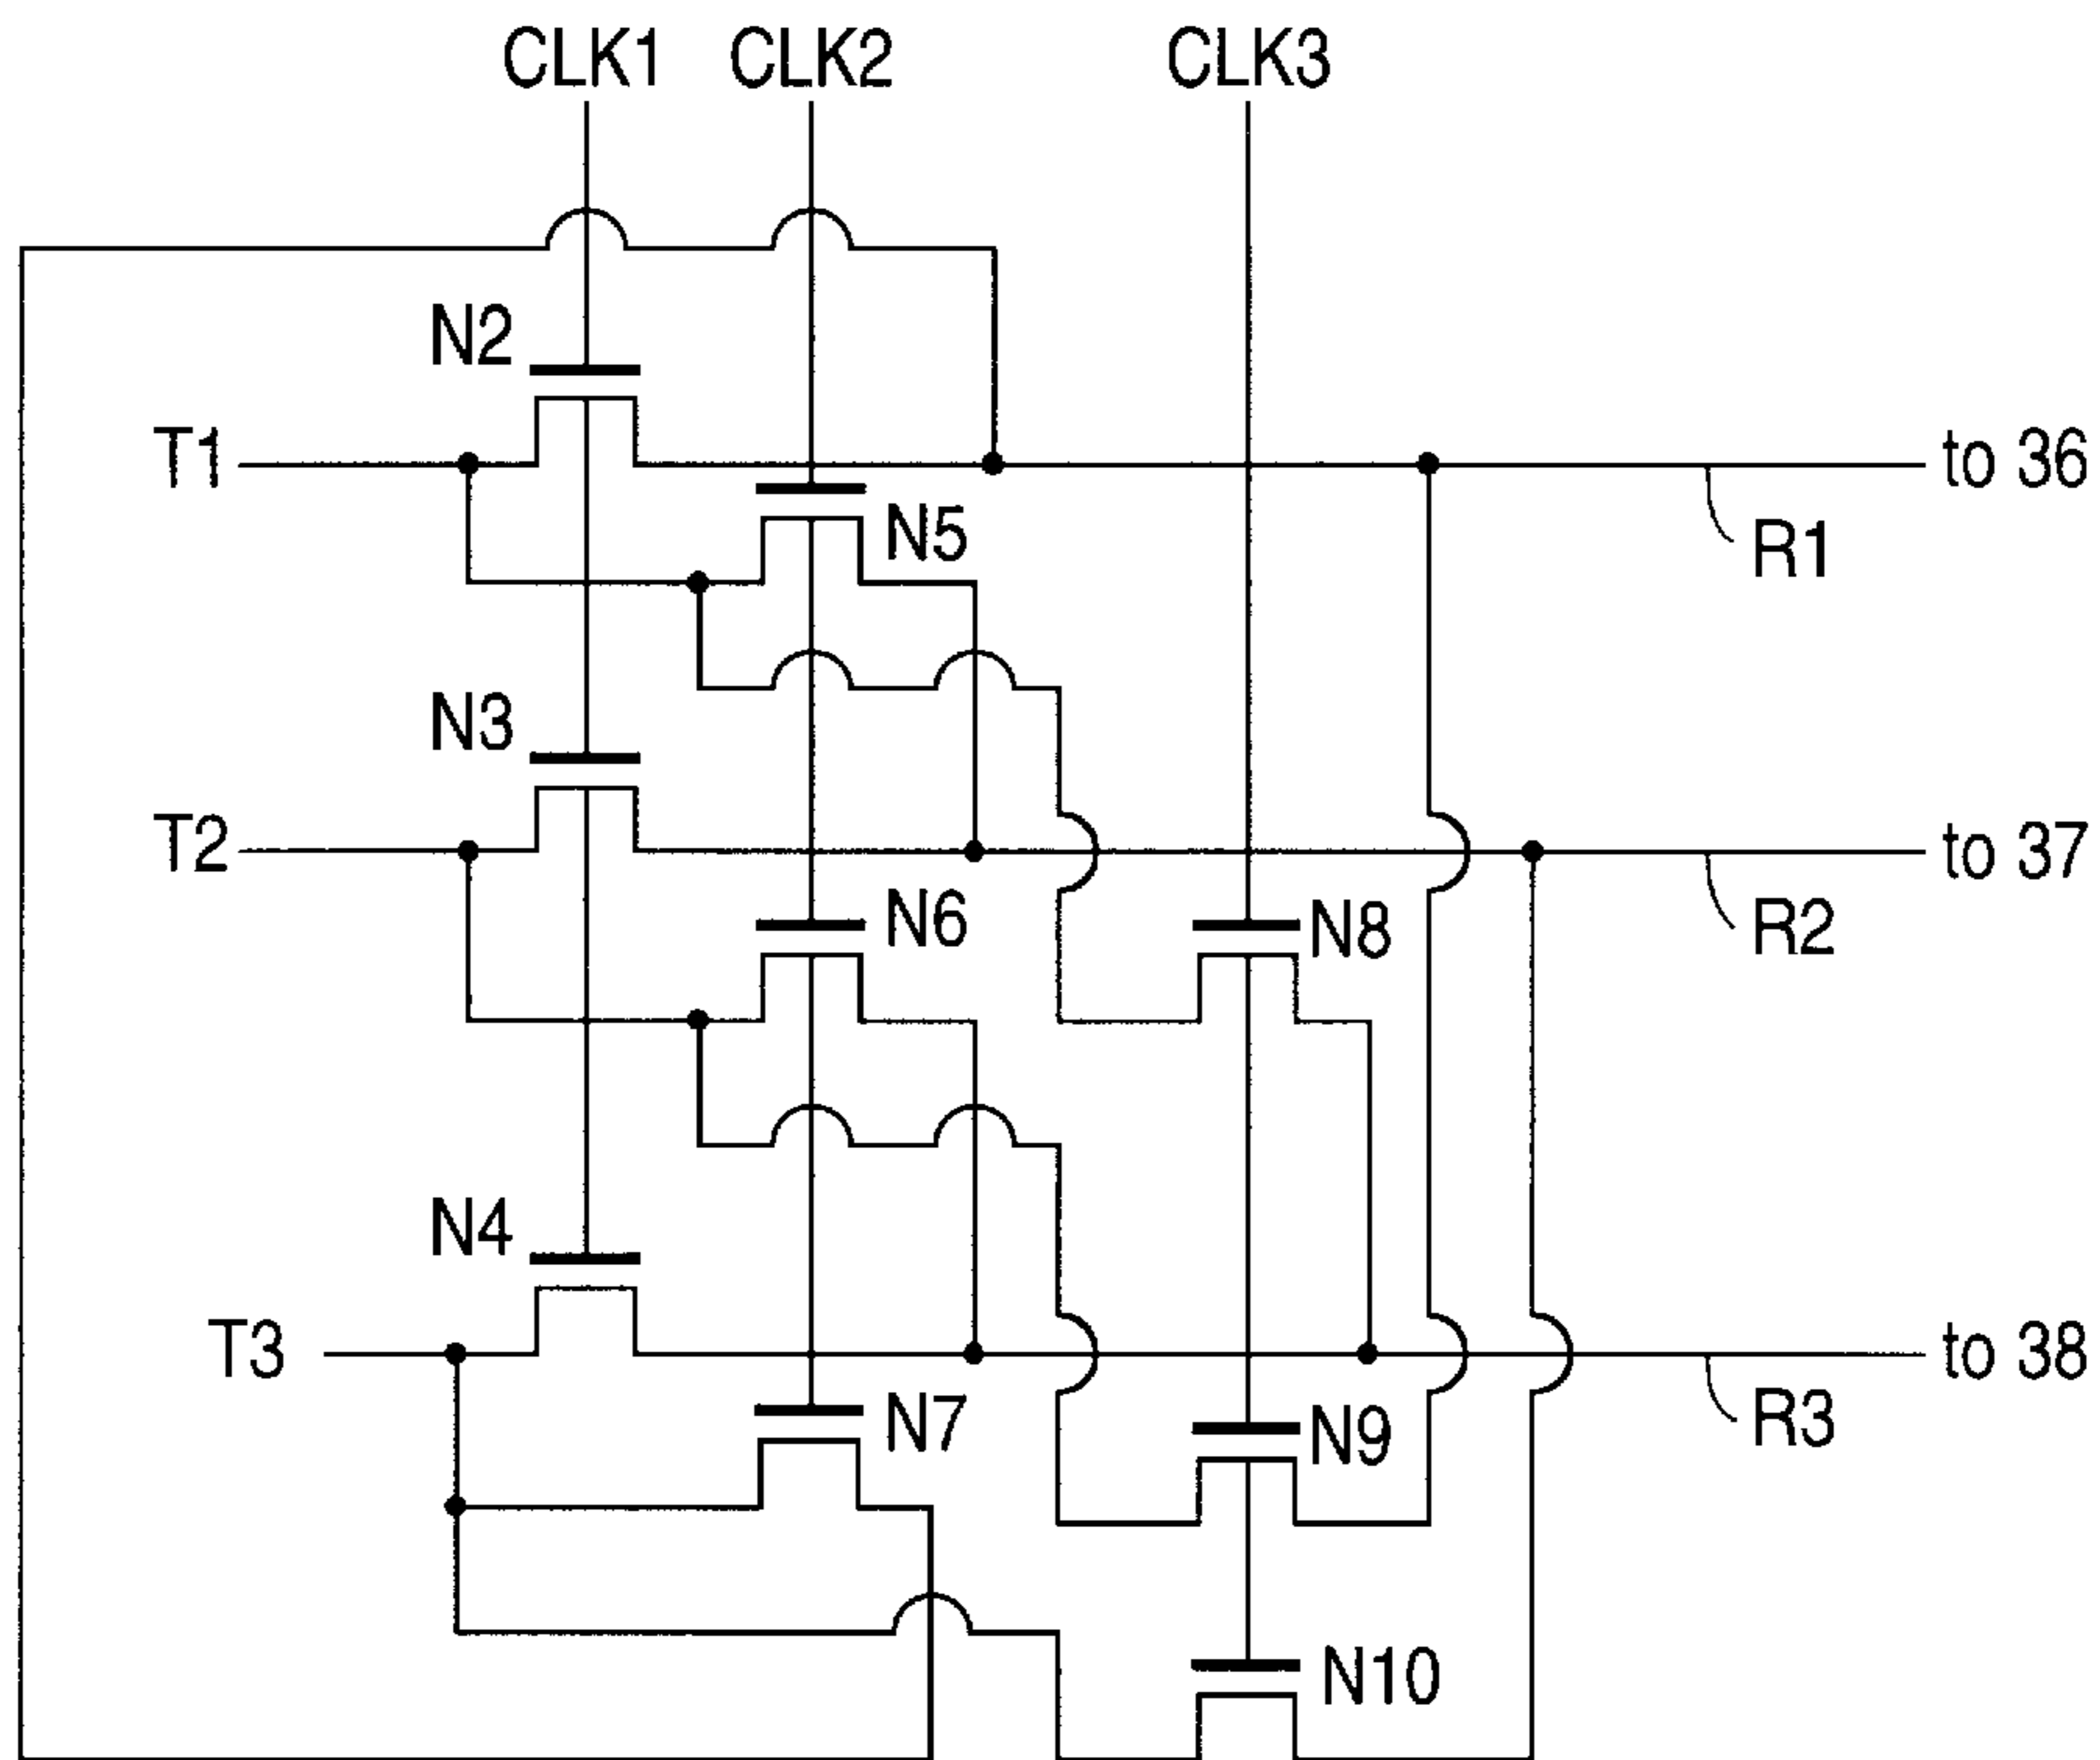 CLK1 CLK2 CLK3
N2
T1 to 36
N5
R1
N3
T2 to 37
N6 N8
R2
N4
T3 to 38
N7 N9 R3
N10